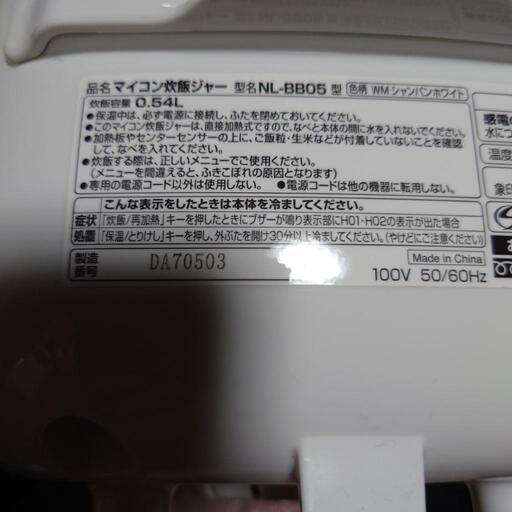 品名 マイコン炊飯ジャー 型名 NL-BB05 型 色柄 WM シャンパンホワイト
炊飯容量 0.54L
●保温中は、必ず電源に接続し、ふたを閉めておいてください。
●このマイコン炊飯ジャーは、直接加熱式ですので、なべと本体の間に水を入れないでください。
●加熱板やセンターセンサーの上に、ご飯粒・生米などが付着していないことを確認
して、なべを入れてください。
●炊飯する際は、正しいメニューでご使用ください。
（メニューを間違えると、ふきこぼれの原因となります）
●専用の電源コード以外は使用しない。 ●電源コードは他の機器に転用しない。
こんな表示をしたときは本体を冷ましてください。
症状 「炊飯/再加熱」キーを押したときにブザーが鳴り表示部にH01・H02の表示が出た場合
処置 「保温/とりけし」キーを押し、外ぶたを開け30分以上冷ましてください。（やけどにご注意ください）
製造
番号 DA70503
Made in China
100V 50/60Hz
感電の
水につ
温度
象印